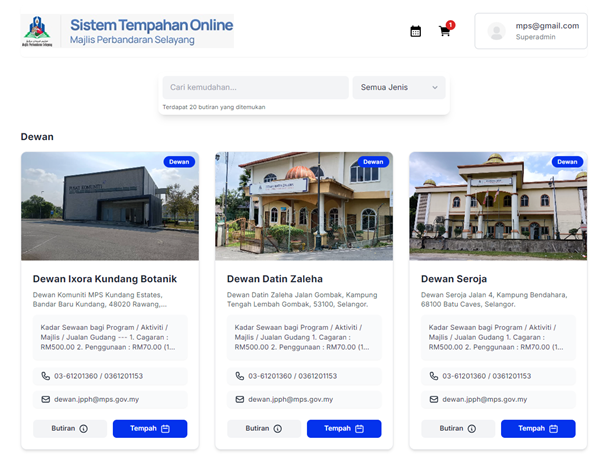 Sistem Tempahan Online
Majlis Perbandaran Selayang
1
mps@gmail.com
Superadmin
Cari kemudahan...
Semua Jenis
Terdapat 20 butiran yang ditemukan
Dewan
Dewan
Dewan
Dewan
Dewan Ixora Kundang Botanik
Dewan Komuniti MPS Kundang Estates,
Bandar Baru Kundang, 48020 Rawang,...
Kadar Sewaan bagi Program / Aktiviti /
Majlis / Jualan Gudang --- 1. Cagaran :
RM500.00 2. Penggunaan : RM70.00 (1...
03-61201360 / 0361201153
dewan.jpph@mps.gov.my
Butiran
Tempah
Dewan Datin Zaleha
Dewan Datin Zaleha Jalan Gombak, Kampung
Tengah Lembah Gombak, 53100, Selangor.
Kadar Sewaan bagi Program / Aktiviti /
Majlis / Jualan Gudang 1. Cagaran :
RM500.00 2. Penggunaan : RM70.00 (1...
03-61201360 / 0361201153
dewan.jpph@mps.gov.my
Butiran
Tempah
Dewan Seroja
Dewan Seroja Jalan 4, Kampung Bendahara,
68100 Batu Caves, Selangor.
Kadar Sewaan bagi Program / Aktiviti /
Majlis / Jualan Gudang 1. Cagaran :
RM500.00 2. Penggunaan : RM70.00 (1...
03-61201360 / 0361201153
dewan.jpph@mps.gov.my
Butiran
Tempah